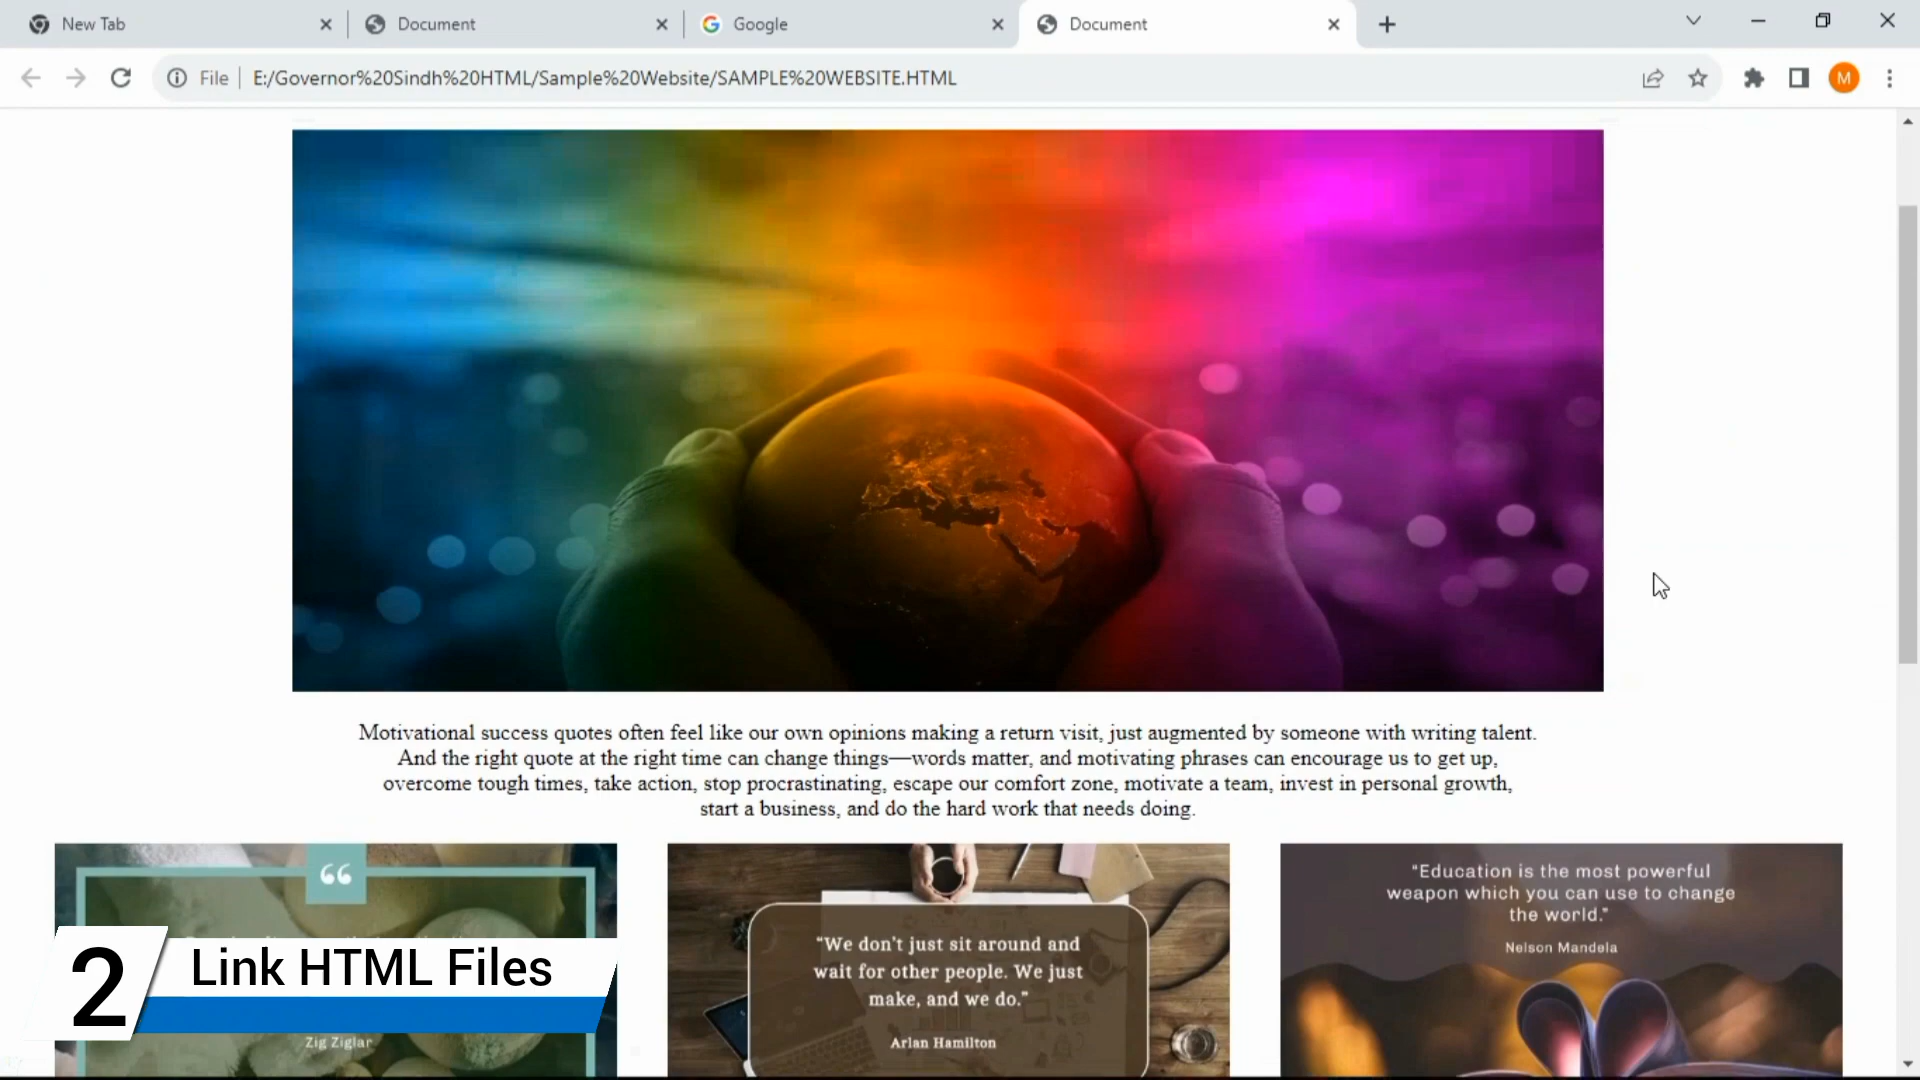 New Tab
Document
Google
Document
File
E:/Governor%20Sindh%20HTML/Sample%20Website/SAMPLE%20WEBSITE.HTML
M
Motivational success quotes often feel like our own opinions making a return visit, just augmented by someone with writing talent.
And the right quote at the right time can change things—words matter, and motivating phrases can encourage us to get up,
overcome tough times, take action, stop procrastinating, escape our comfort zone, motivate a team, invest in personal growth,
start a business, and do the hard work that needs doing.
“
Zig Ziglar
“We don’t just sit around and
wait for other people. We just
make, and we do.”
Arlan Hamilton
“Education is the most powerful
weapon which you can use to change
the world.”
Nelson Mandela
2
Link HTML Files